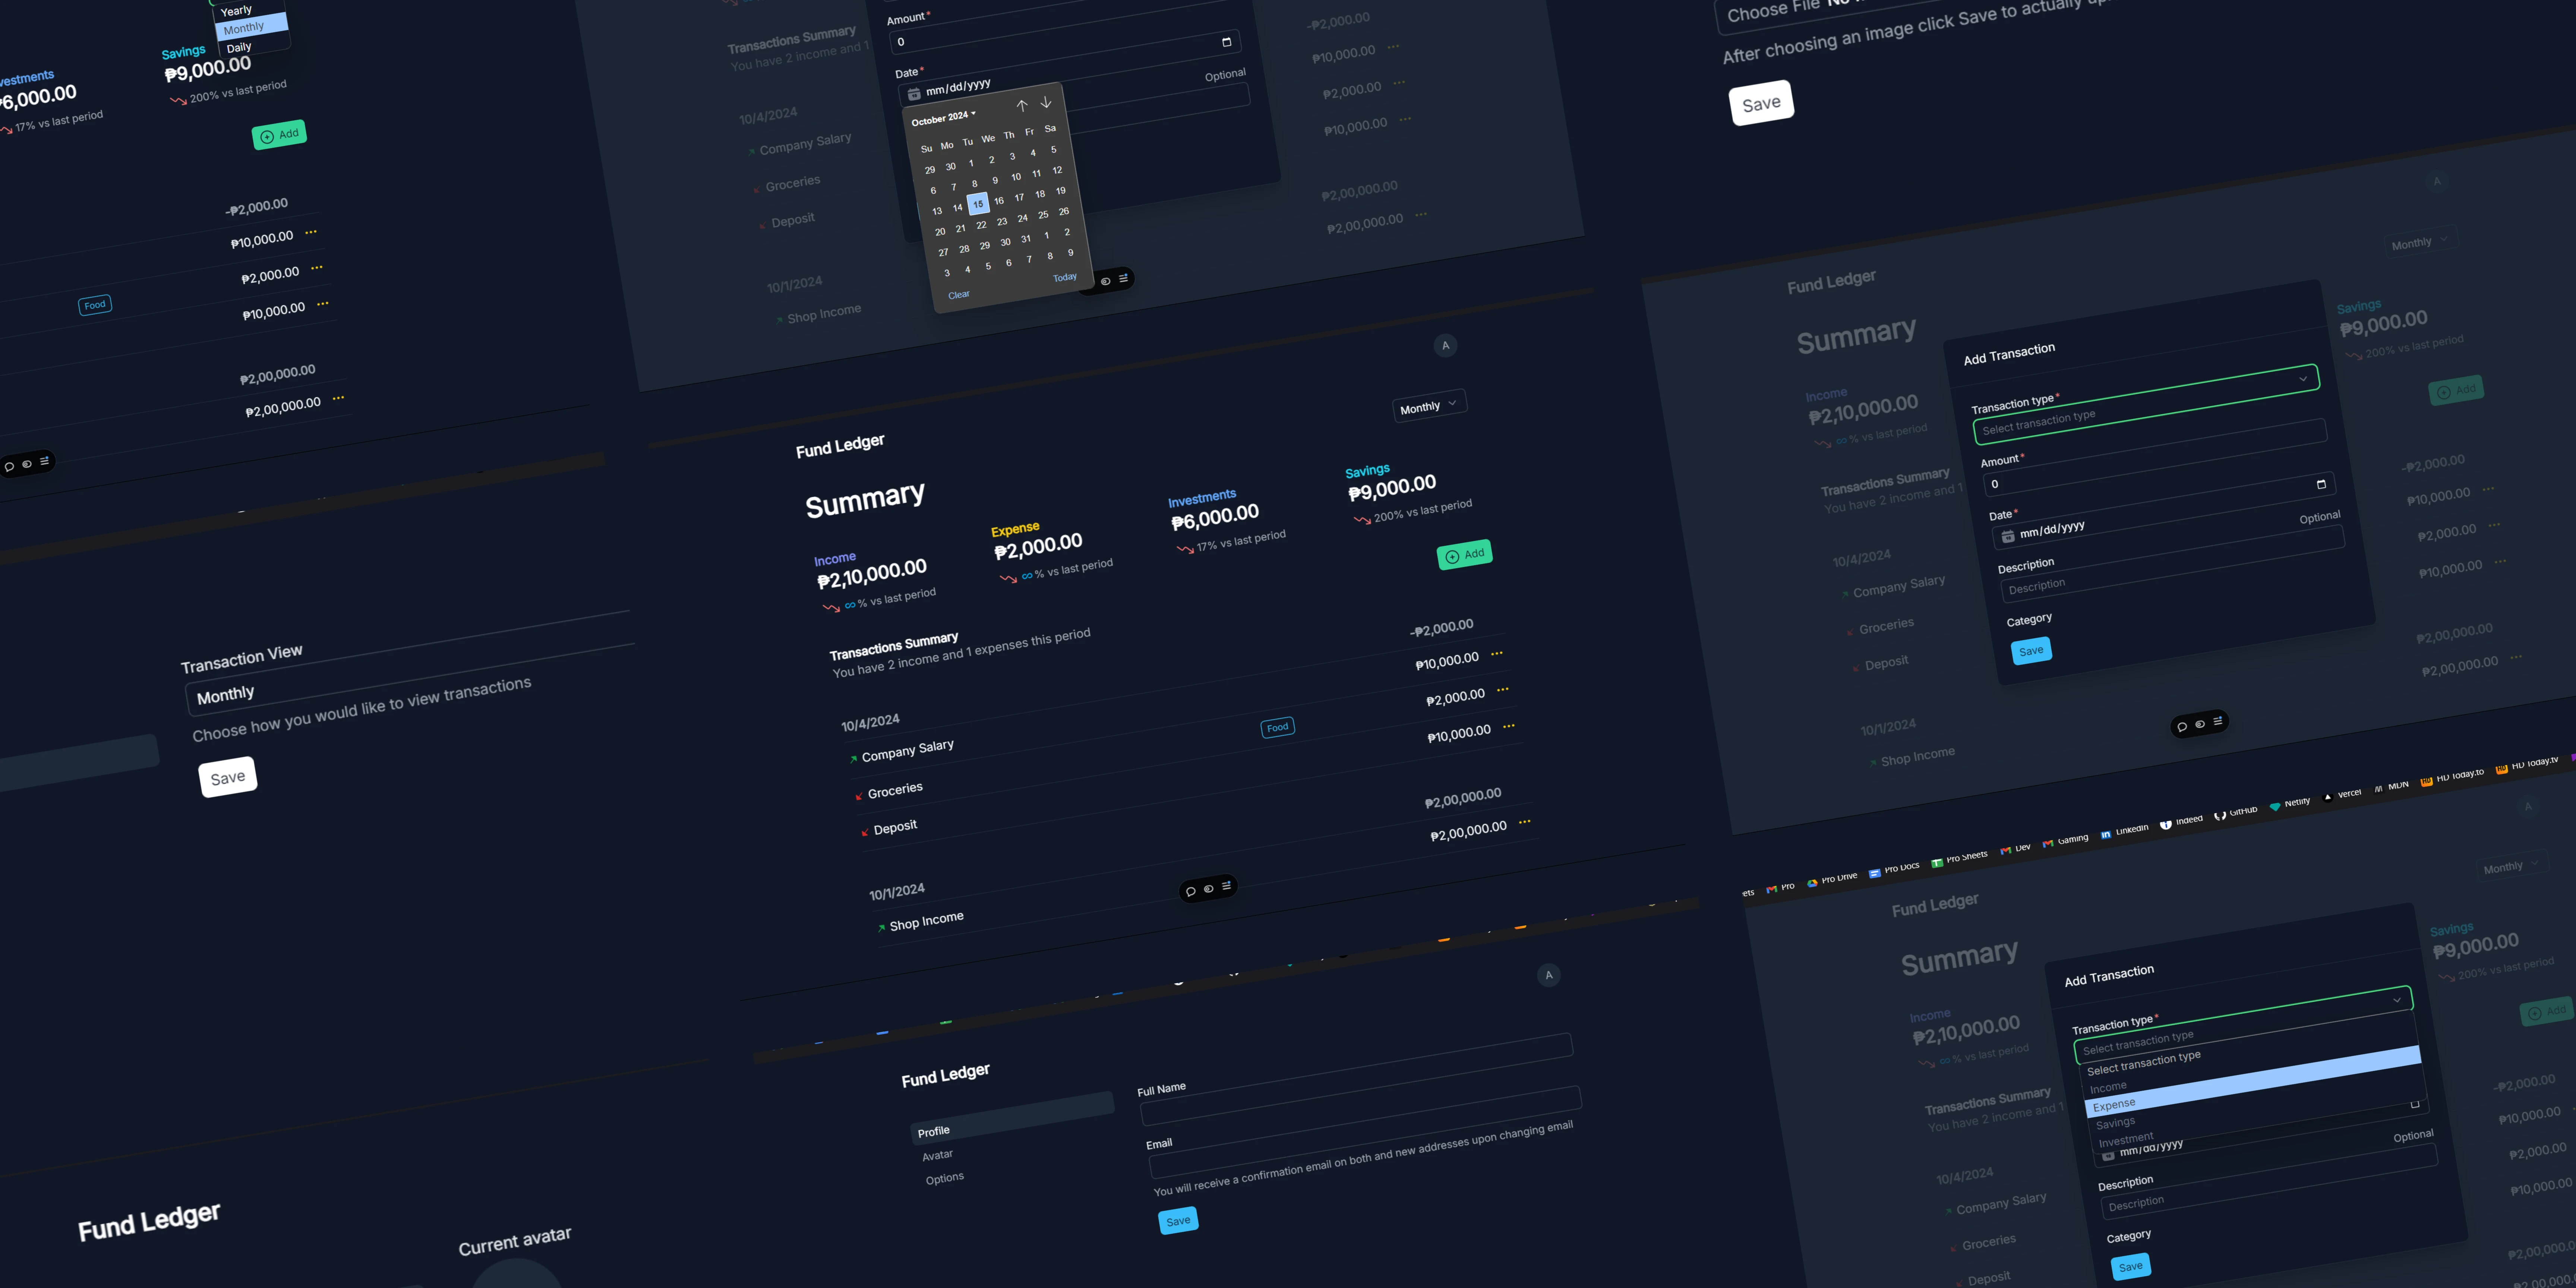 Yearly
Monthly
Daily
Savings
₱9,000.00
200% vs last period
vestments
₱6,000.00
17% vs last period
Add
-₱2,000.00
₱10,000.00
Food
₱2,000.00
₱10,000.00
₱2,00,000.00
₱2,00,000.00
Transactions Summary
You have 2 income and 1
10/4/2024
Company Salary
Groceries
Deposit
10/1/2024
Shop Income
Amount*
0
Date*
mm/dd/yyyy
Optional
October 2024
Su Mo Tu We Th Fr Sa
29 30 1 2 3 4 5
6 7 8 9 10 11 12
13 14 15 16 17 18 19
20 21 22 23 24 25 26
27 28 29 30 31 1 2
3 4 5 6 7 8 9
Clear Today
-₱2,000.00
₱10,000.00
₱2,000.00
₱10,000.00
₱2,00,000.00
₱2,00,000.00
Choose File
After choosing an image click Save to actually
Save
Transaction View
Monthly
Choose how you would like to view transactions
Save
A
Fund Ledger
Monthly
Summary
Income
₱2,10,000.00
∞% vs last period
Expense
₱2,000.00
∞% vs last period
Investments
₱6,000.00
17% vs last period
Savings
₱9,000.00
200% vs last period
Add
Transactions Summary
You have 2 income and 1 expenses this period
10/4/2024
-₱2,000.00
Company Salary
₱10,000.00
Groceries
Food
₱2,000.00
Deposit
₱10,000.00
10/1/2024
₱2,00,000.00
Shop Income
₱2,00,000.00
A
Fund Ledger
Monthly
Summary
Income
₱2,10,000.00
∞% vs last period
Transactions Summary
You have 2 income and 1
10/4/2024
Company Salary
Groceries
Deposit
10/1/2024
Shop Income
Add Transaction
Transaction type*
Select transaction type
Amount*
0
Date*
mm/dd/yyyy
Description
Optional
Description
Category
Save
Savings
₱9,000.00
200% vs last period
Add
-₱2,000.00
₱10,000.00
₱2,000.00
₱10,000.00
₱2,00,000.00
₱2,00,000.00
Fund Ledger
Current avatar
A
Fund Ledger
Profile
Avatar
Options
Full Name
Email
You will receive a confirmation email on both and new addresses upon changing email
Save
Pro
Pro Drive
Pro Docs
Pro Sheets
Dev
Gaming
LinkedIn
Indeed
GitHub
Netlify
Vercel
MDN
HD Today.to
HD Today.tv
A
Fund Ledger
Monthly
Summary
Income
₱2,10,000.00
∞% vs last period
Transactions Summary
You have 2 income and 1
10/4/2024
Company Salary
Groceries
Deposit
Add Transaction
Transaction type*
Select transaction type
Select transaction type
Income
Expense
Savings
Investment
mm/dd/yyyy
Description
Optional
Description
Category
Save
Savings
₱9,000.00
200% vs last period
Add
-₱2,000.00
₱10,000.00
₱2,000.00
₱10,000.00